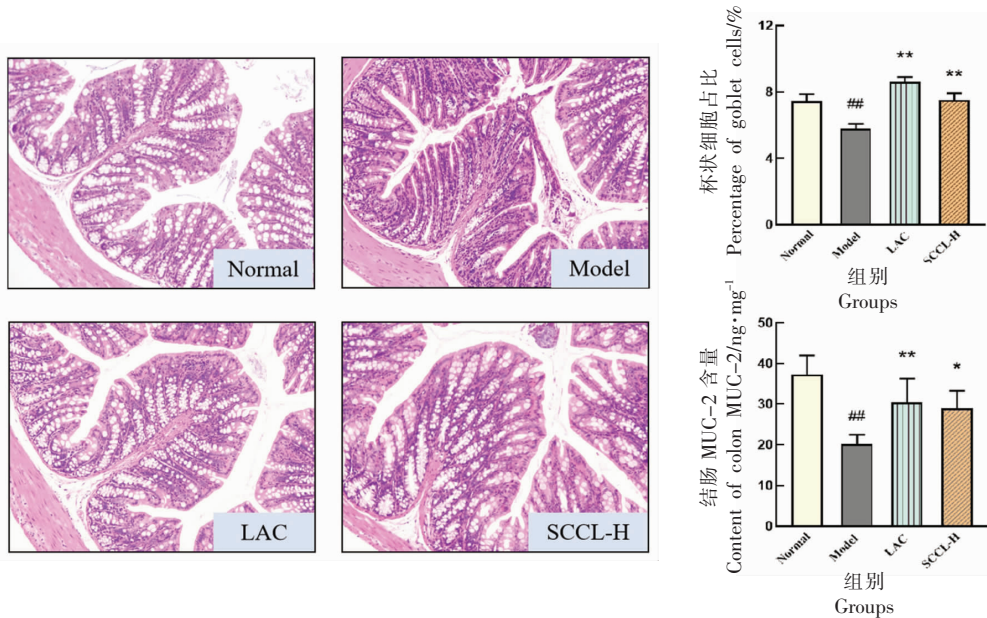 Normal
Model
LAC
SCCL-H
杯状细胞占比
Percentage of goblet cells/%
12
8
4
0
##
**
**
Normal
Model
LAC
SCCL-H
组别
Groups
结肠 MUC-2 含量
Content of colon MUC-2/ng·mg⁻¹
50
40
30
20
10
0
##
**
*
Normal
Model
LAC
SCCL-H
组别
Groups